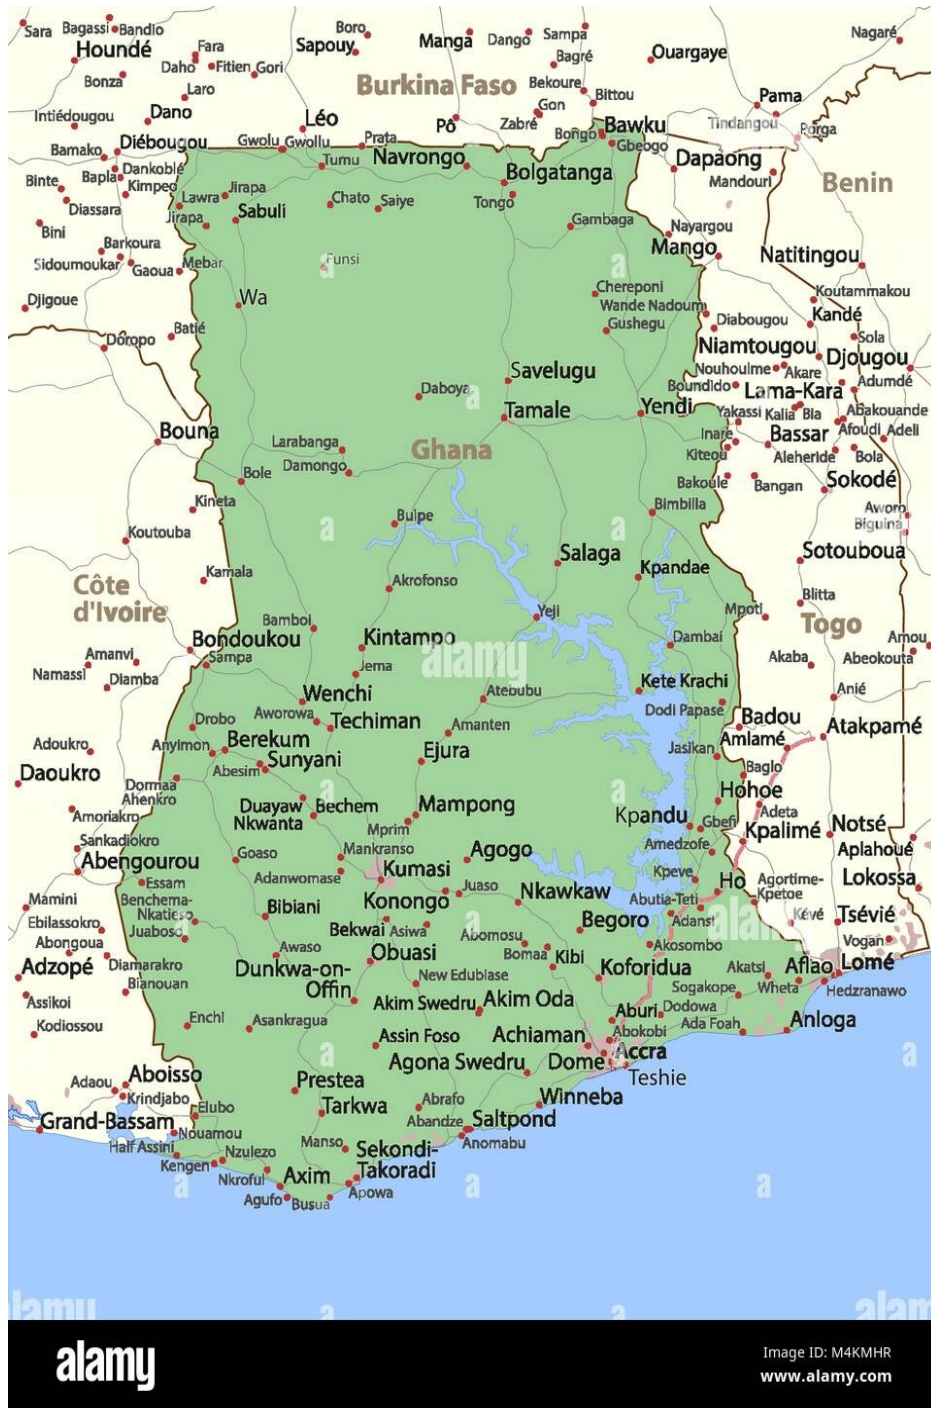 Sara
Bagassi
Bandio
Boro
Sampa
Nagaré
Houndé
Fara
Sapouy
Manga
Dango
Ouargaye
Daho
Fitien
Gori
Bagré
Bonza
Laro
Burkina Faso
Bekoure
Bittou
Pama
Intiédougou
Dano
Léo
Pô
Gon
Zabré
Tindangou
Porga
Bawku
Bongo
Gbeogo
Bamako
Diébougou
Gwolu
Gwollu
Prata
Tumu
Navrongo
Bolgatanga
Dapaong
Mandouri
Benin
Bapla
Dankoblé
Kimpeo
Binte
Diassara
Lawra
Jirapa
Jirapa
Sabuli
Chato
Saiye
Tongo
Gambaga
Nayargou
Mango
Natitingou
Bini
Barkoura
Sidoumoukar
Gaoua
Mebar
Funsi
Djigoue
Wa
Chereponi
Wande Nadoum
Gushegu
Koutammakou
Kandé
Diabougou
Batié
Dóropo
Niamtougou
Sola
Djougou
Nouhoulme
Akare
Boundido
Lama-Kara
Adumdé
Savelugu
Daboya
Tamale
Yendi
Yakassi
Kalia
Bla
Abakouande
Bouna
Larabanga
Damongo
Ghana
Inare
Kiteou
Bassar
Afoudi
Adeli
Aleheride
Bola
Bole
Bakoule
Bangan
Sokodé
Kineta
Buipe
Bimbilla
Aworo
Biguina
Koutouba
Salaga
Sotouboua
Kamala
Akrofonso
Kpandae
Côte
d'Ivoire
Blitta
Mpoti
Togo
Bamboi
Yeji
Bondoukou
Kintampo
Dambai
Amou
Amanvi
Sampa
Namassi
Diamba
Jema
alamy
Akaba
Abeokouta
Wenchi
Atebubu
Kete Krachi
Anié
Aworowa
Techiman
Dodi Papase
Badou
Atakpamé
Drobo
Amanten
Amlamé
Adoukro
Anyimon
Berekum
Sunyani
Abesim
Ejura
Jasikan
Baglo
Daoukro
Dormaa
Ahenkro
Duayaw
Nkwanta
Bechem
Mampong
Hohoe
Adeta
Amoriakro
Mprim
Kpandu
Gbefi
Kpalimé
Notsé
Sankadiokro
Mankranso
Amedzofe
Aplahoué
Abengourou
Goaso
Kumasi
Agogo
Kpeve
Ho
Agortime-
Kpetoe
Lokossa
Essam
Adanwomase
Juaso
Nkawkaw
Abutia-Teti
Mamini
Benchema-
Nkatieso
Bibiani
Konongo
Begoro
Adansi
Kévé
Tsévié
Ebilassokro
Juaboso
Bekwai
Asiwa
Abomosu
Akosombo
alamy
Vogan
Abongoua
Awaso
Obuasi
Bomaa
Kibi
Adzopé
Diamarakro
Dunkwa-on-
Offin
New Edubiase
Koforidua
Akatsi
Aflao
Lomé
Bianouan
Sogakope
Wheta
Hedzranawo
Assikoi
Akim Swedru
Akim Oda
Aburi
Dodowa
Kodiossou
Enchi
Asankragua
Assin Foso
Achiaman
Abokobi
Ada Foah
Anloga
Agona Swedru
Dome
Accra
Teshie
Aboisso
Adaou
Krindjabo
Prestea
Elubo
Tarkwa
Abrafo
Winneba
Grand-Bassam
Nouamou
Abandze
Saltpond
Anomabu
Half Assini
Manso
Sekondi-
Takoradi
Kengen
Nzulezo
Nkroful
Axim
Apowa
Agufo
Busua
a
alamy
alamy
alamy
Image ID: M4KMHR
www.alamy.com